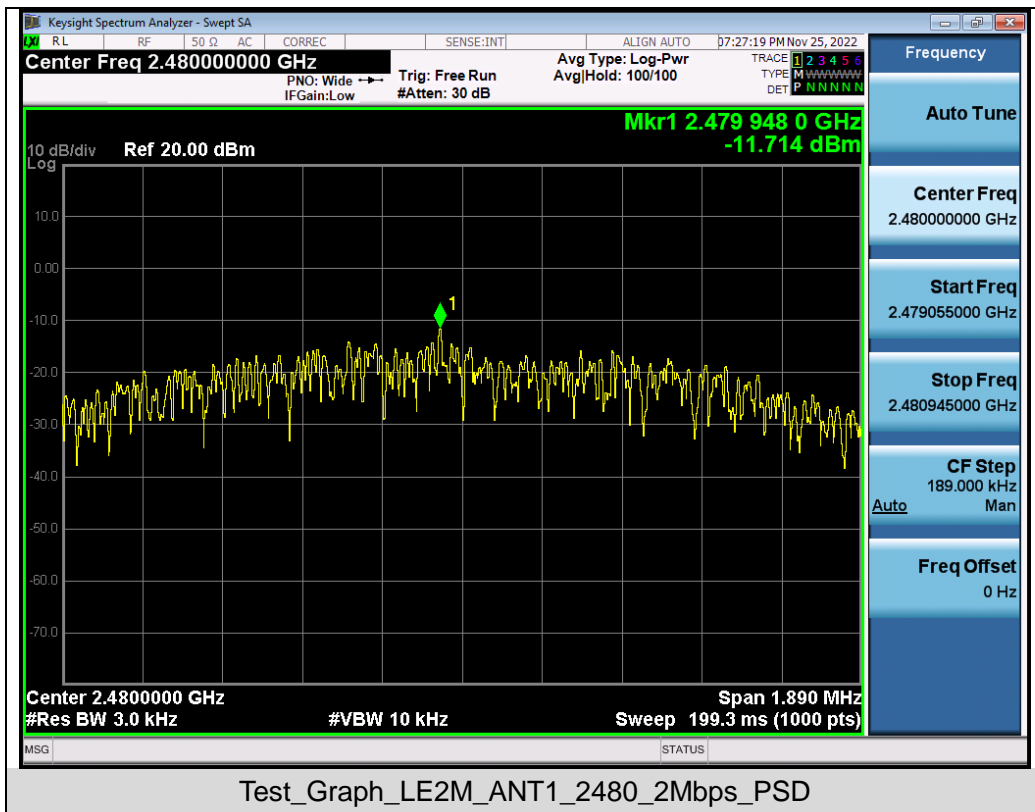 Keysight Spectrum Analyzer - Swept SA
LXI RL RF 50 Ω AC CORREC SENSE:INT ALIGN AUTO 07:27:19 PM Nov 25, 2022
Center Freq 2.480000000 GHz
PNO: Wide
IFGain:Low
Trig: Free Run
#Atten: 30 dB
Avg Type: Log-Pwr
Avg|Hold: 100/100
TRACE 1 2 3 4 5 6
TYPE M WWWWW
DET P N N N N N
Mkr1 2.479 948 0 GHz
-11.714 dBm
10 dB/div Ref 20.00 dBm
Log
10.0
0.00
-10.0
-20.0
-30.0
-40.0
-50.0
-60.0
-70.0
1
Center 2.4800000 GHz Span 1.890 MHz
#Res BW 3.0 kHz #VBW 10 kHz Sweep 199.3 ms (1000 pts)
MSG STATUS
Frequency
Auto Tune
Center Freq
2.480000000 GHz
Start Freq
2.479055000 GHz
Stop Freq
2.480945000 GHz
CF Step
189.000 kHz
Auto Man
Freq Offset
0 Hz
Test_Graph_LE2M_ANT1_2480_2Mbps_PSD